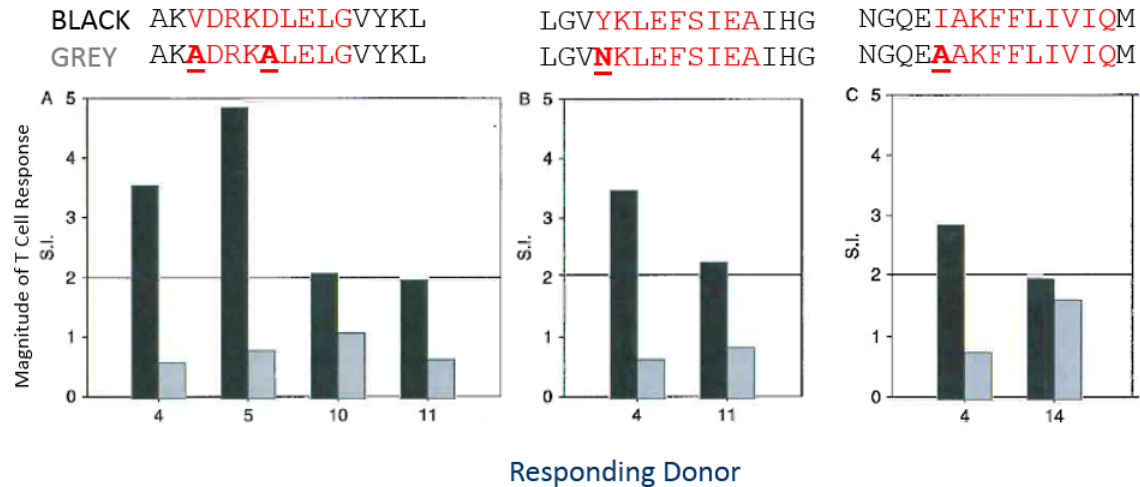 BLACK AKVDRKDLELGVYKL LGVYKLEFSIEAIHG NGQEIAKFFLIVIQM
GREY AKADRKALELGVYKL LGVNKLEFSIEAIHG NGQEAAKFFLIVIQM
A
5
4
3
2
1
0
Magnitude of T Cell Response
S.I.
4 5 10 11
B
5
4
3
2
1
0
S.I.
4 11
C
5
4
3
2
1
0
S.I.
4 14
Responding Donor